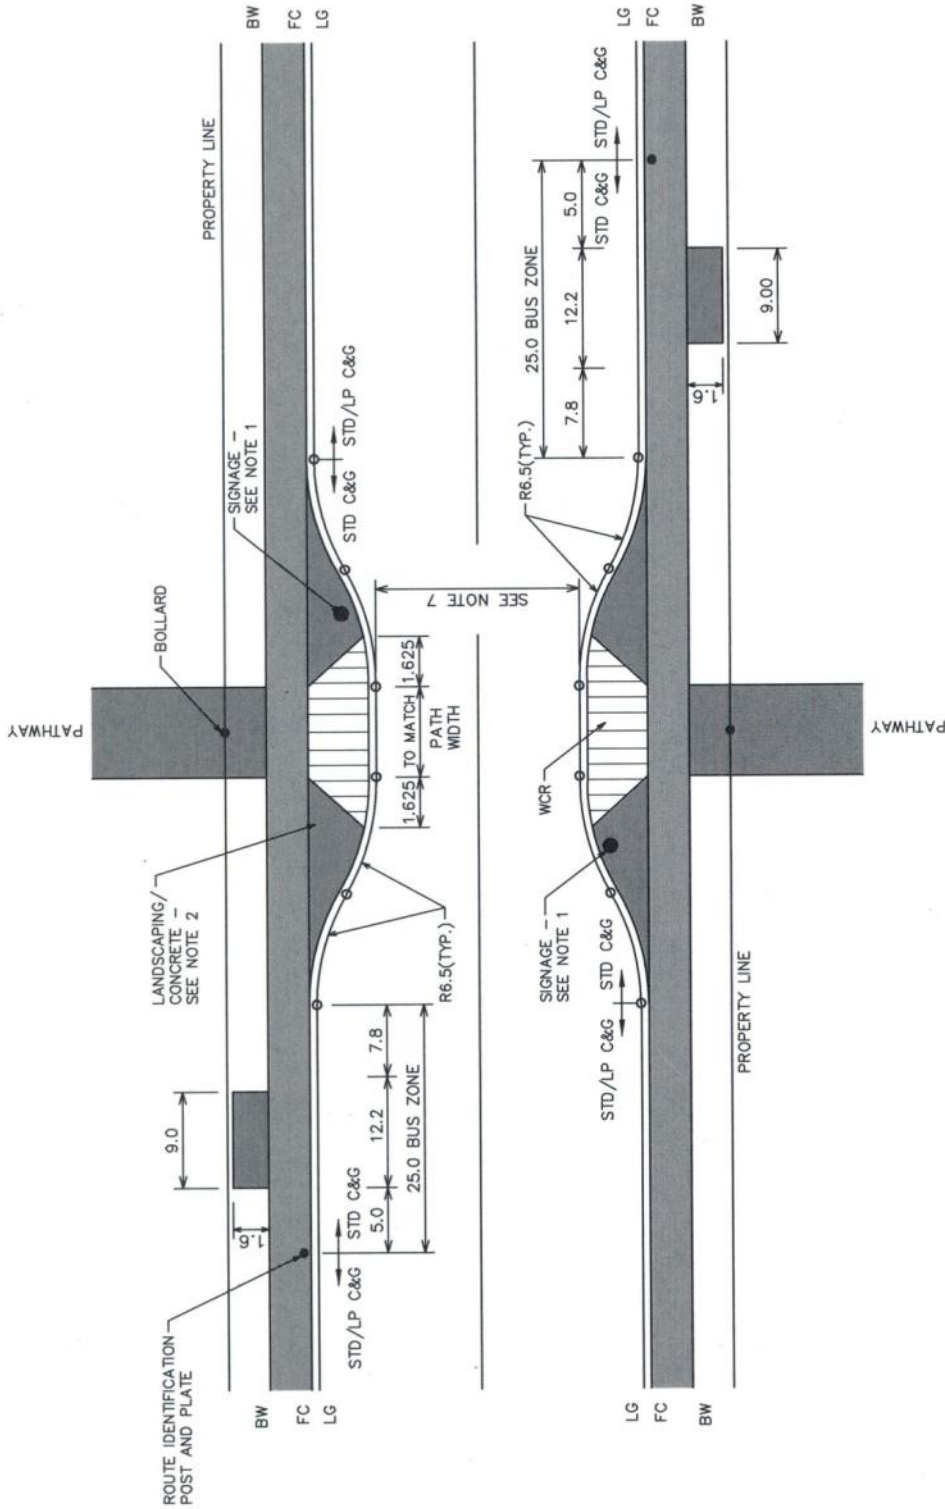 ROUTE IDENTIFICATION
POST AND PLATE
LANDSCAPING/
CONCRETE –
SEE NOTE 2
PATHWAY
BOLLARD
SIGNAGE –
SEE NOTE 1
PROPERTY LINE
BW
FC
LG
BW
FC
LG
1.6
9.0
STD/LP C&G
STD C&G
5.0
12.2
7.8
25.0 BUS ZONE
R6.5(TYP.)
1.625
TO MATCH
PATH
WIDTH
1.625
STD C&G
STD/LP C&G
SEE NOTE 7
R6.5(TYP.)
25.0 BUS ZONE
7.8
12.2
5.0
STD C&G
STD/LP C&G
LG
FC
BW
LG
FC
BW
STD/LP C&G
STD C&G
SIGNAGE –
SEE NOTE 1
WCR
PROPERTY LINE
PATHWAY
1.6
9.00